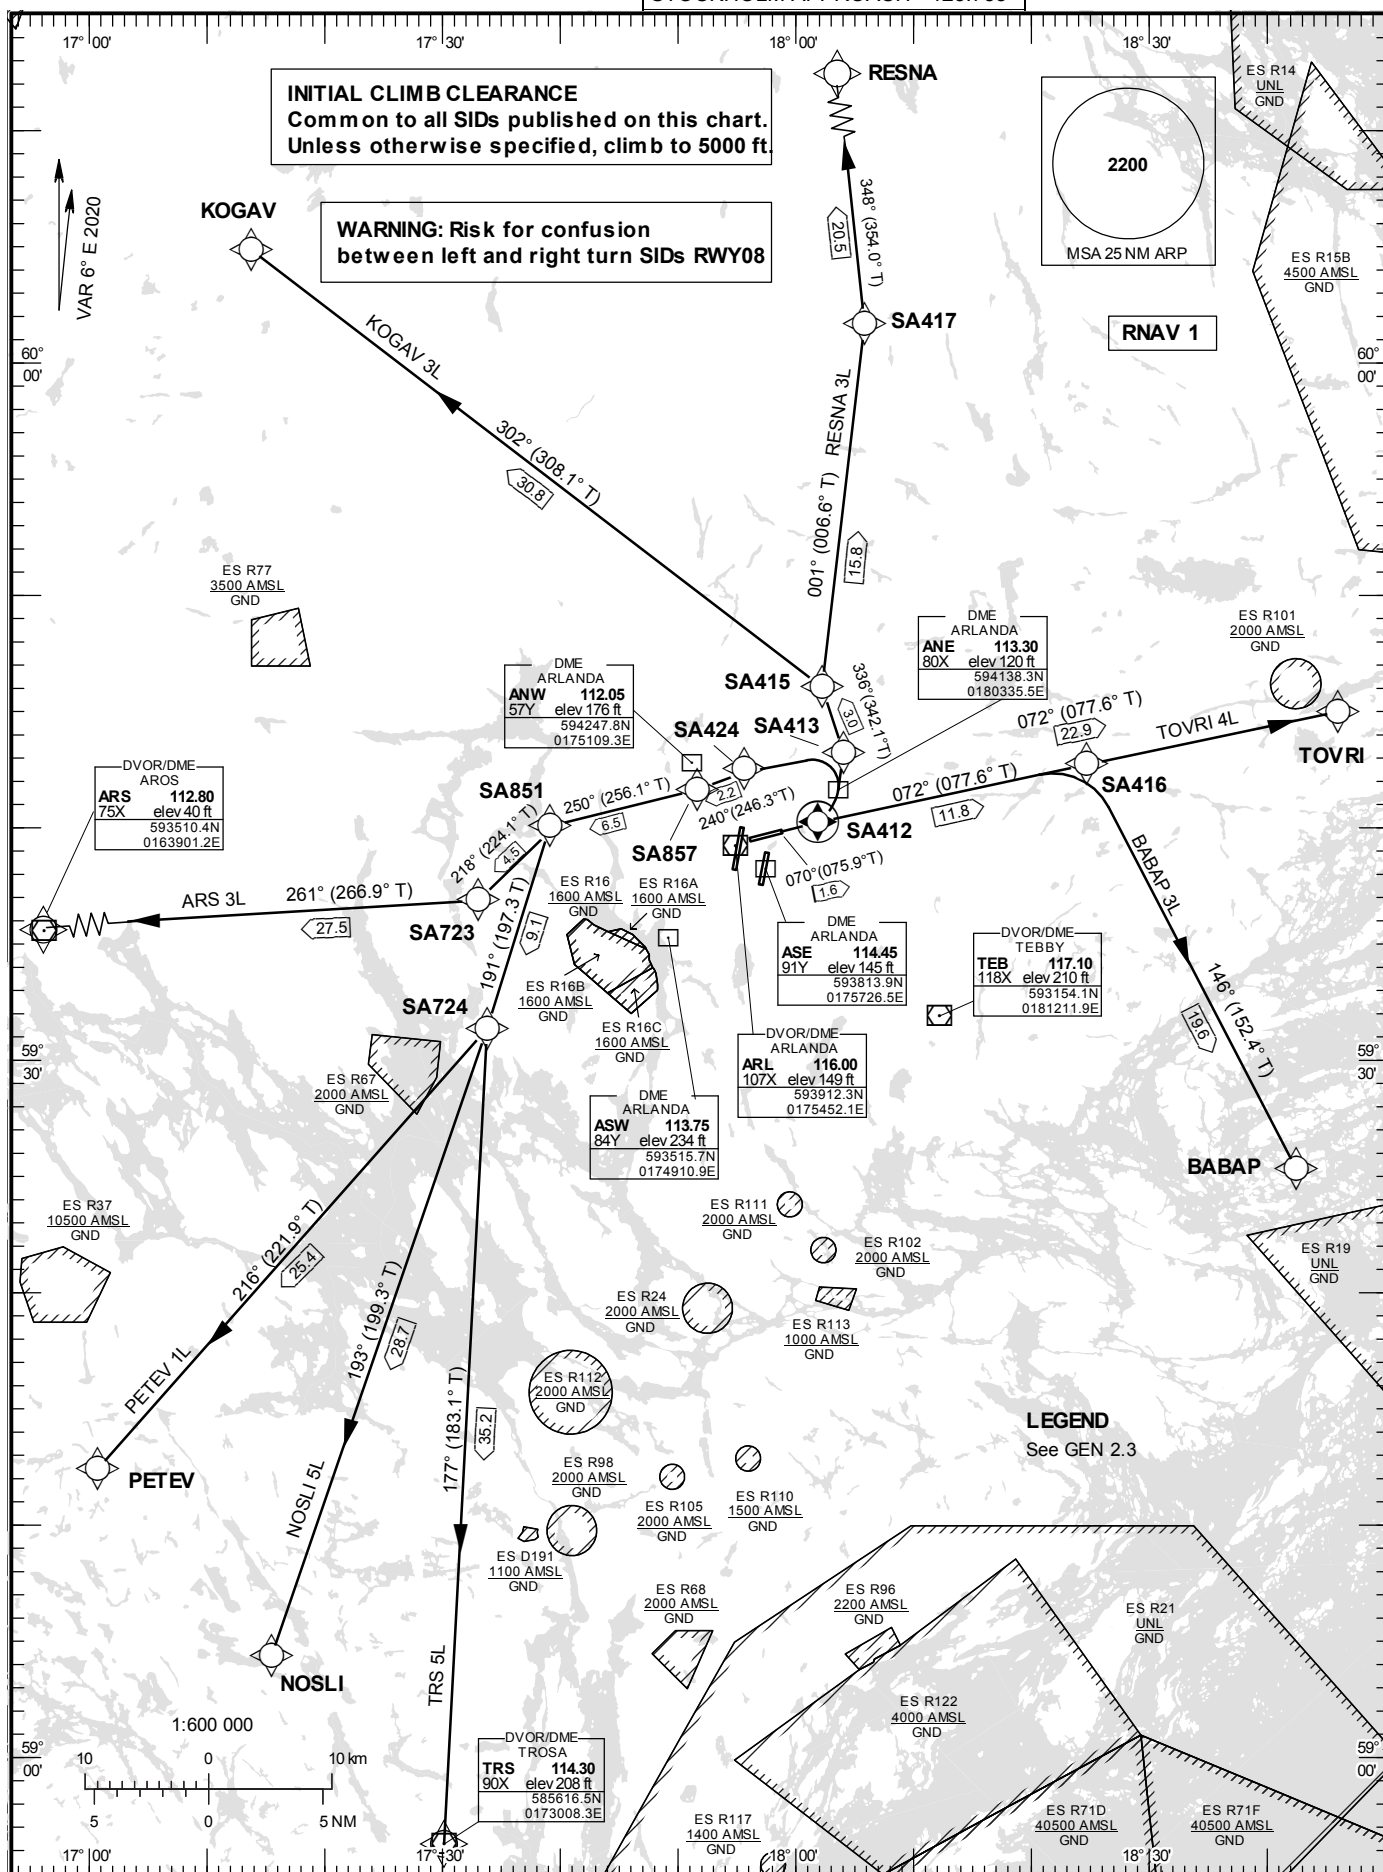 17° 00'
17° 30'
18° 00'
18° 30'
RESNA
INITIAL CLIMB CLEARANCE
Common to all SIDs published on this chart.
Unless otherwise specified, climb to 5000 ft.
ES R14
UNL
GND
2200
MSA 25 NM ARP
VAR 6° E 2020
KOGAV
WARNING: Risk for confusion
between left and right turn SIDs RWY08
348° (354.0° T)
20.5
ES R15B
4500 AMSL
GND
SA417
RNAV 1
60°
00'
60°
00'
KOGAV 3L
302° (308.1° T)
30.8
001° (006.6° T) RESNA 3L
15.8
ES R77
3500 AMSL
GND
DME
ARLANDA
ANE 113.30
80X elev 120 ft
594138.3N
0180335.5E
ES R101
2000 AMSL
GND
DME
ARLANDA
ANW 112.05
57Y elev 176 ft
594247.8N
0175109.3E
SA415
336° (342.1° T)
3.0
SA424
SA413
072° (077.6° T)
22.9
TOVRI 4L
TOVRI
DVOR/DME
AROS
ARS 112.80
75X elev 40 ft
593510.4N
0163901.2E
SA851
250° (256.1° T)
6.5
2.2
240° (246.3° T)
072° (077.6° T)
11.8
SA416
SA412
SA857
218° (224.1° T)
4.5
070° (075.9° T)
1.6
BABAP 3L
ARS 3L
261° (266.9° T)
27.5
SA723
191° (197.3 T)
9.1
ES R16
1600 AMSL
GND
ES R16A
1600 AMSL
GND
DME
ARLANDA
ASE 114.45
91Y elev 145 ft
593813.9N
0175726.5E
DVOR/DME
TEBBY
TEB 117.10
118X elev 210 ft
593154.1N
0181211.9E
146° (152.4° T)
19.6
SA724
ES R16B
1600 AMSL
GND
ES R16C
1600 AMSL
GND
DVOR/DME
ARLANDA
ARL 116.00
107X elev 149 ft
593912.3N
0175452.1E
59°
30'
59°
30'
ES R67
2000 AMSL
GND
DME
ARLANDA
ASW 113.75
84Y elev 234 ft
593515.7N
0174910.9E
BABAP
ES R37
10500 AMSL
GND
ES R111
2000 AMSL
GND
ES R102
2000 AMSL
GND
ES R19
UNL
GND
216° (221.9° T)
25.4
193° (199.3° T)
28.7
ES R24
2000 AMSL
GND
ES R113
1000 AMSL
GND
PETEV 1L
177° (183.1° T)
35.2
ES R112
2000 AMSL
GND
LEGEND
See GEN 2.3
PETEV
NOSLI 5L
ES R98
2000 AMSL
GND
ES R105
2000 AMSL
GND
ES R110
1500 AMSL
GND
ES D191
1100 AMSL
GND
ES R68
2000 AMSL
GND
ES R96
2200 AMSL
GND
ES R21
UNL
GND
NOSLI
TRS 5L
ES R122
4000 AMSL
GND
1:600 000
10 0 10 km
5 0 5 NM
59°
00'
59°
00'
DVOR/DME
TROSA
TRS 114.30
90X elev 208 ft
585616.5N
0173008.3E
ES R117
1400 AMSL
GND
ES R71D
40500 AMSL
GND
ES R71F
40500 AMSL
GND
17° 00'
17° 30'
18° 00'
18° 30'